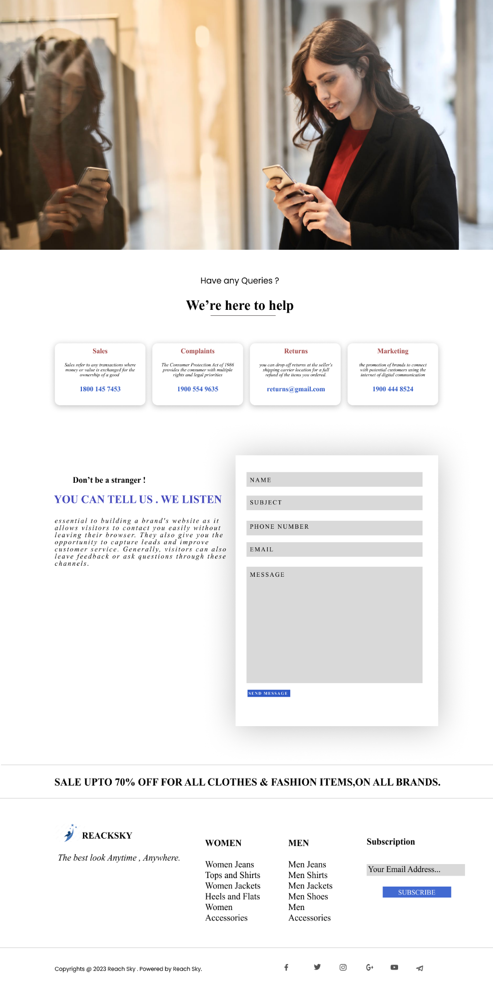 Have any Queries ?
We’re here to help
Sales
Sales refer to any transactions where
money or value is exchanged for the
ownership of a good
1800 145 7453
Complaints
The Consumer Protection Act of 1986
provides the consumer with multiple
rights and legal priorities
1900 554 9635
Returns
you can drop off returns at the seller's
shipping carrier location for a full
refund of the items you ordered.
returns@gmail.com
Marketing
the promotion of brands to connect
with potential customers using the
internet of digital communication
1900 444 8524
Don’t be a stranger !
YOU CAN TELL US . WE LISTEN
essential to building a brand's website as it
allows visitors to contact you easily without
leaving their browser. They also give you the
opportunity to capture leads and improve
customer service. Generally, visitors can also
leave feedback or ask questions through these
channels.
NAME
SUBJECT
PHONE NUMBER
EMAIL
MESSAGE
SEND MESSAGE
SALE UPTO 70% OFF FOR ALL CLOTHES & FASHION ITEMS,ON ALL BRANDS.
REACKSKY
The best look Anytime , Anywhere.
WOMEN
Women Jeans
Tops and Shirts
Women Jackets
Heels and Flats
Women
Accessories
MEN
Men Jeans
Men Shirts
Men Jackets
Men Shoes
Men
Accessories
Subscription
Your Email Address...
SUBSCRIBE
Copyrights @ 2023 Reach Sky . Powered by Reach Sky.